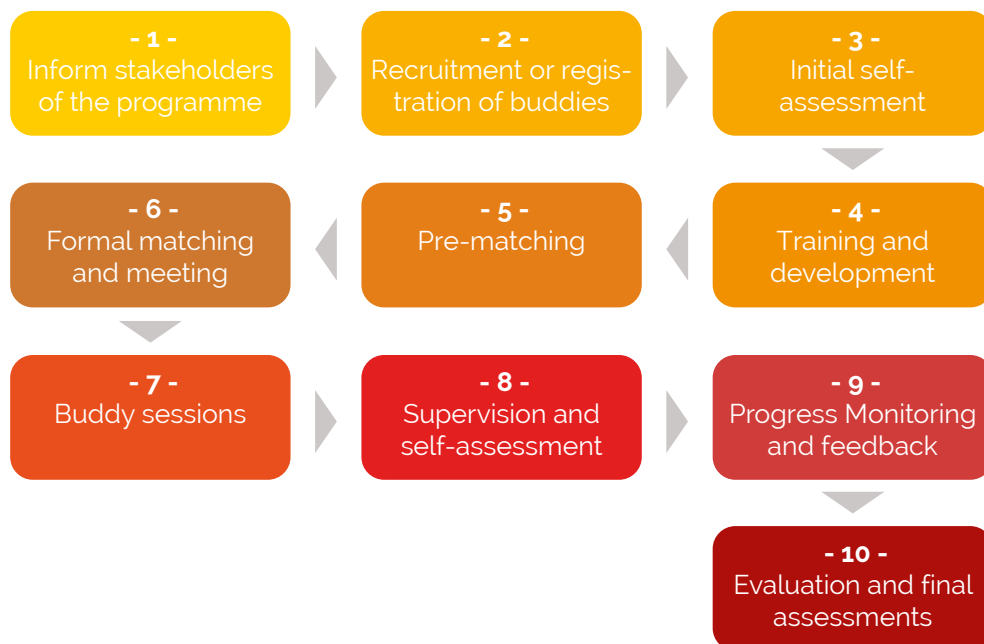 - 1 -
Inform stakeholders
of the programme
- 2 -
Recruitment or regis-
tration of buddies
- 3 -
Initial self-
assessment
- 4 -
Training and
development
- 5 -
Pre-matching
- 6 -
Formal matching
and meeting
- 7 -
Buddy sessions
- 8 -
Supervision and
self-assessment
- 9 -
Progress Monitoring
and feedback
- 10 -
Evaluation and final
assessments